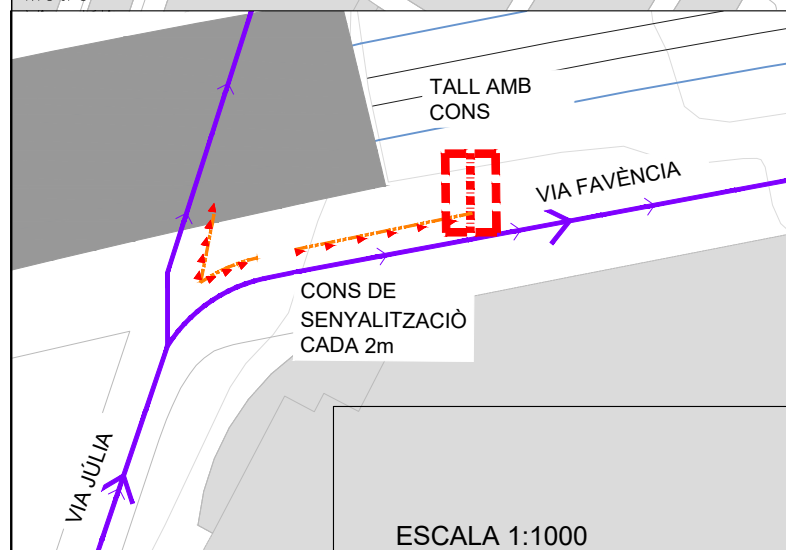 TALL AMB
CONS
VIA FAVÈNCIA
CONS DE
SENYALITZACIÒ
CADA 2m
VIA JÚLIA
ESCALA 1:1000